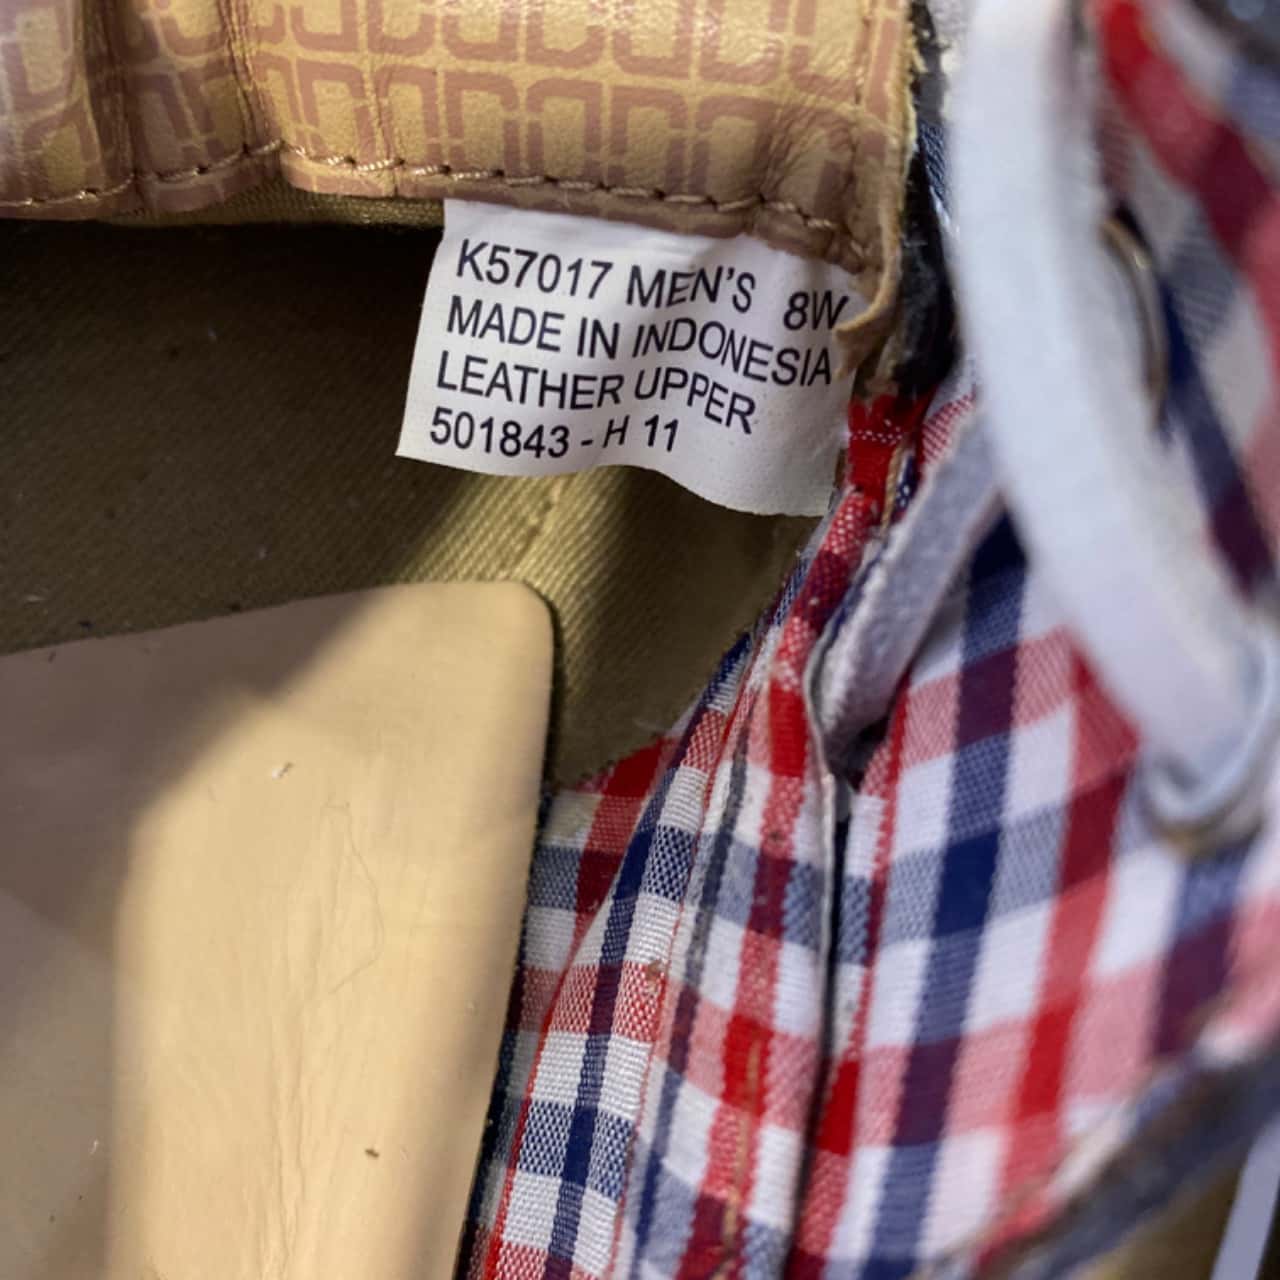 K57017 MEN'S 8W
MADE IN INDONESIA
LEATHER UPPER
501843 - H 11